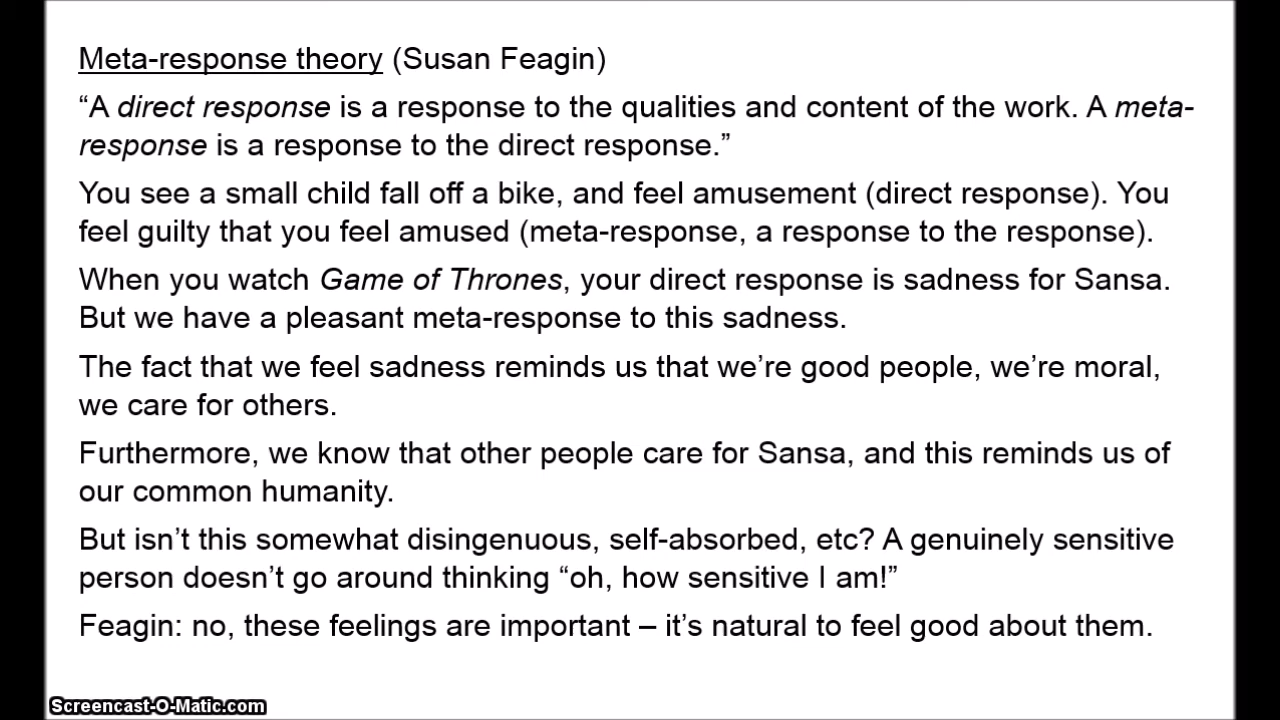 Meta-response theory (Susan Feagin)
“A direct response is a response to the qualities and content of the work. A meta-
response is a response to the direct response.”
You see a small child fall off a bike, and feel amusement (direct response). You
feel guilty that you feel amused (meta-response, a response to the response).
When you watch Game of Thrones, your direct response is sadness for Sansa.
But we have a pleasant meta-response to this sadness.
The fact that we feel sadness reminds us that we’re good people, we’re moral,
we care for others.
Furthermore, we know that other people care for Sansa, and this reminds us of
our common humanity.
But isn’t this somewhat disingenuous, self-absorbed, etc? A genuinely sensitive
person doesn’t go around thinking “oh, how sensitive I am!”
Feagin: no, these feelings are important – it’s natural to feel good about them.
Screencast-O-Matic.com